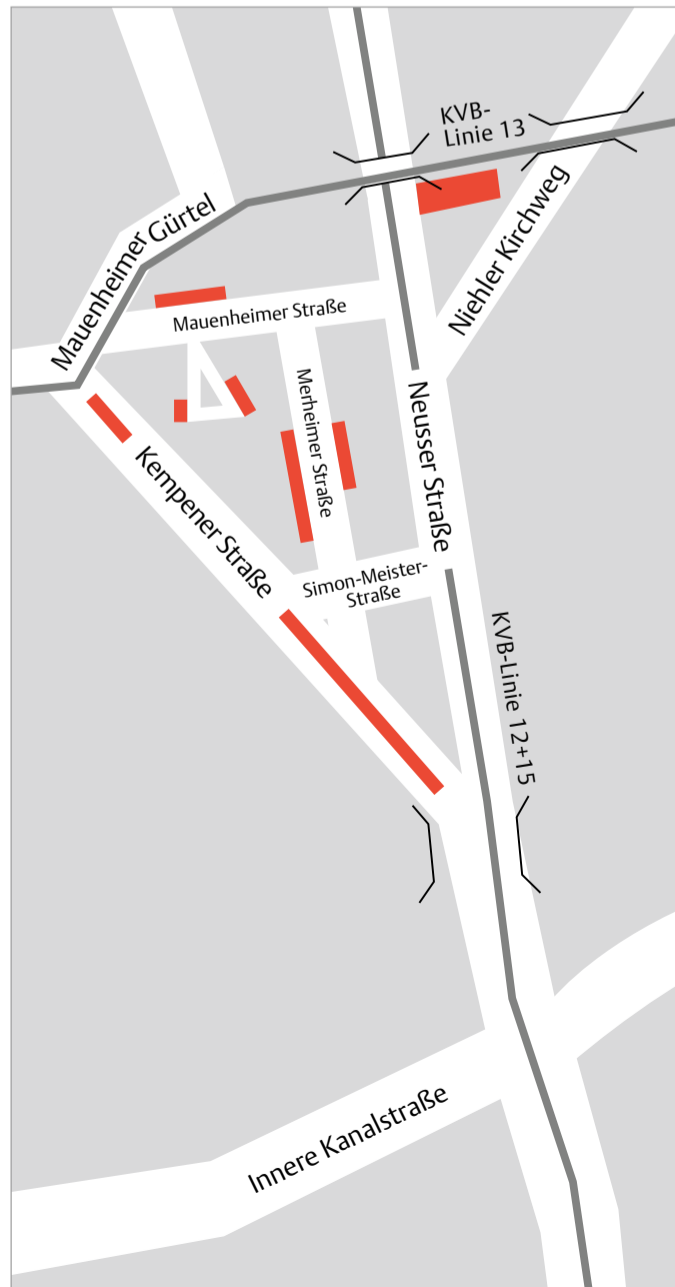 KVB-
Linie 13
Mauenheimer Gürtel
Niehler Kirchweg
Mauenheimer Straße
Merheimer Straße
Neusser Straße
Kempener Straße
Simon-Meister-
Straße
KVB-Linie 12+15
Innere Kanalstraße